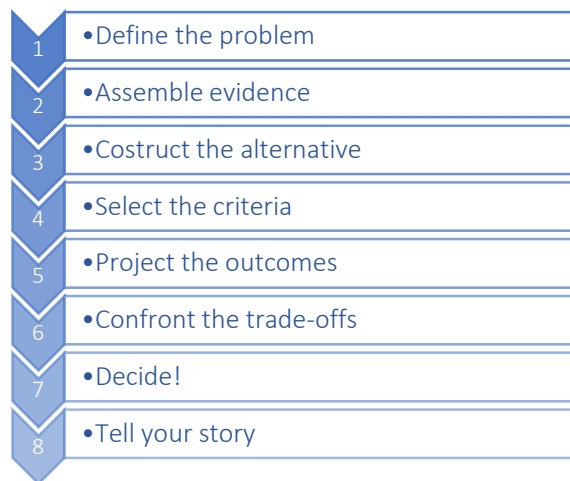 1 •Define the problem
2 •Assemble evidence
3 •Costruct the alternative
4 •Select the criteria
5 •Project the outcomes
6 •Confront the trade-offs
7 •Decide!
8 •Tell your story